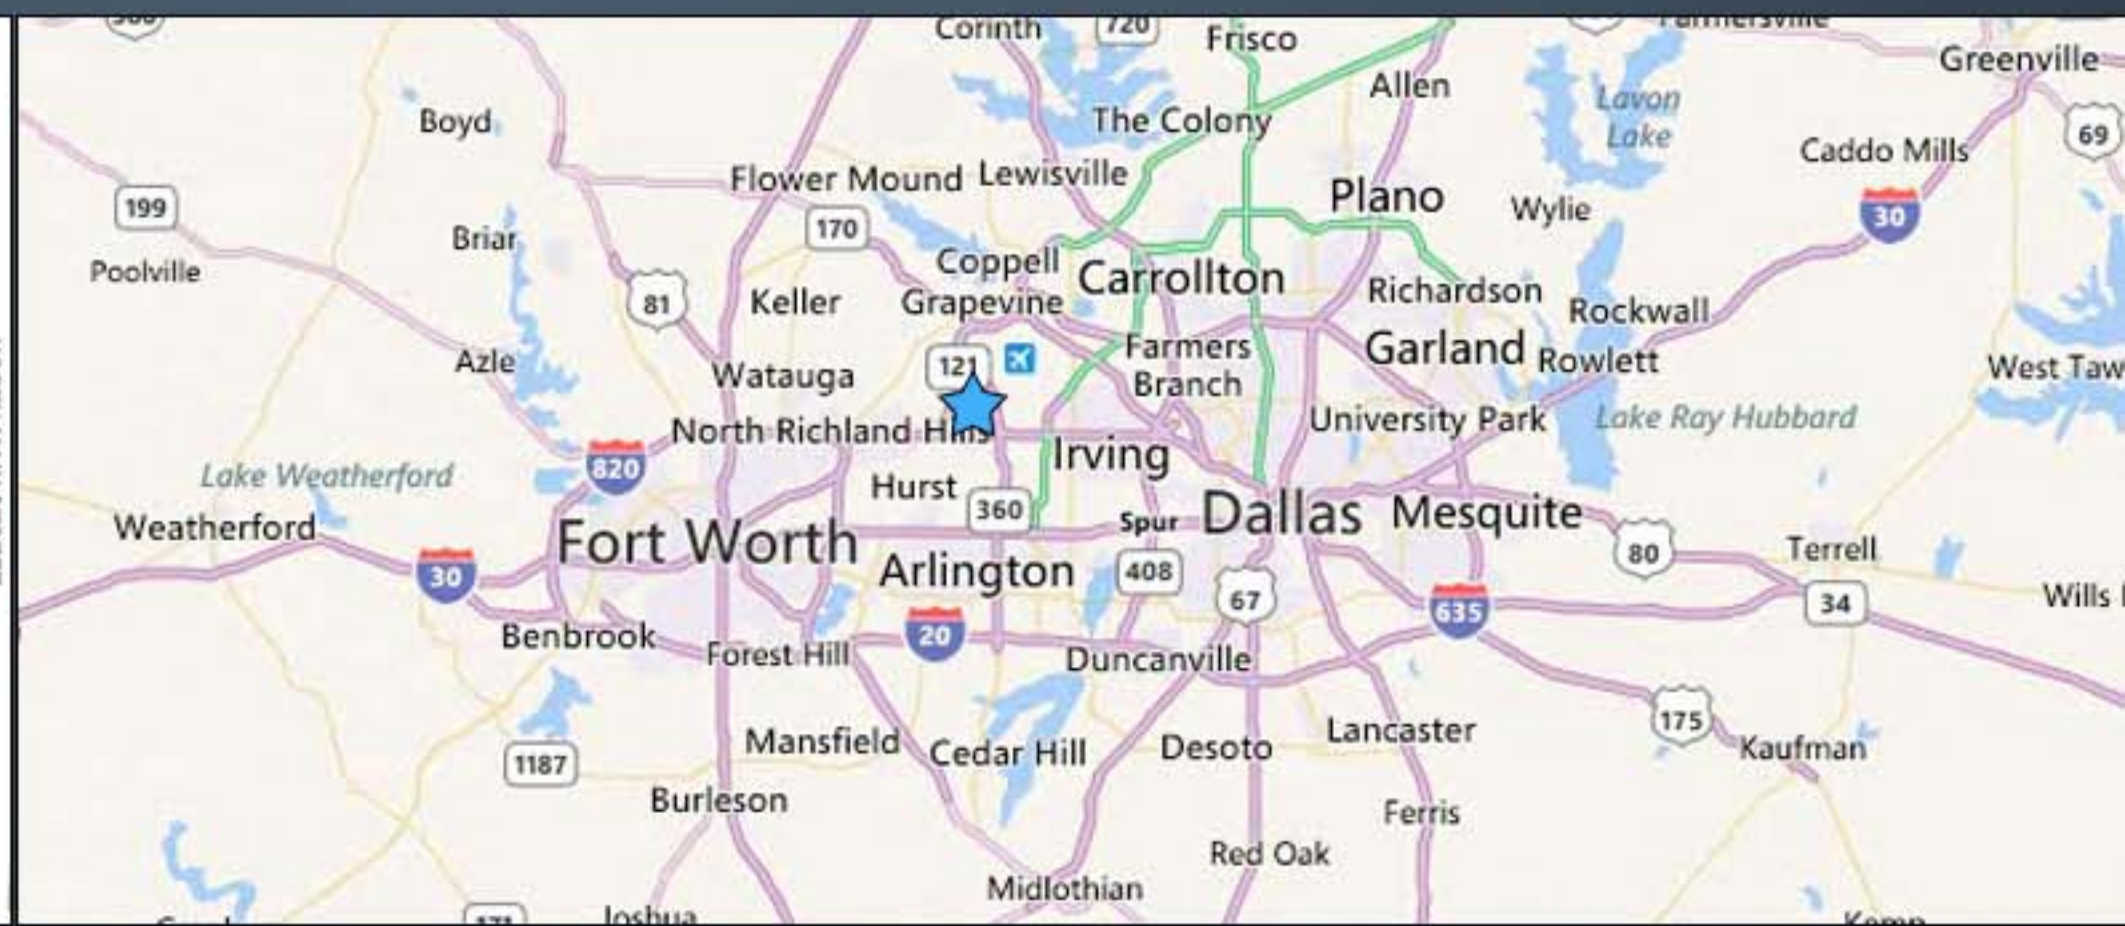 Corinth
720
Frisco
Farmersville
Greenville
Allen
Lavon
Lake
Boyd
The Colony
69
Caddo Mills
Flower Mound
Lewisville
Plano
199
Wylie
30
170
Briar
Poolville
Coppell
Carrollton
Richardson
81
Keller
Grapevine
Rockwall
Farmers
Branch
Garland
Rowlett
Azle
121
West Taw
Watauga
North Richland Hills
University Park
Lake Ray Hubbard
Irving
820
Lake Weatherford
Hurst
360
Weatherford
Spur
408
Dallas
Mesquite
Fort Worth
80
Terrell
30
Arlington
67
635
34
Wills
Benbrook
Forest Hill
20
Duncanville
175
Mansfield
Cedar Hill
Desoto
Lancaster
Kaufman
1187
Burleson
Ferris
Red Oak
Midlothian
171
Joshua
Kemp